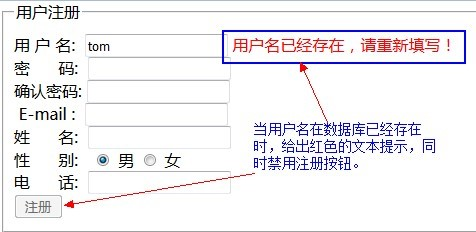 用户注册
用 户 名: tom 用户名已经存在，请重新填写！
密 码:
确认密码:
E-mail :
姓 名:
性 别: 男 女
电 话:
注册
当用户名在数据库已经存在
时，给出红色的文本提示，同
时禁用注册按钮。